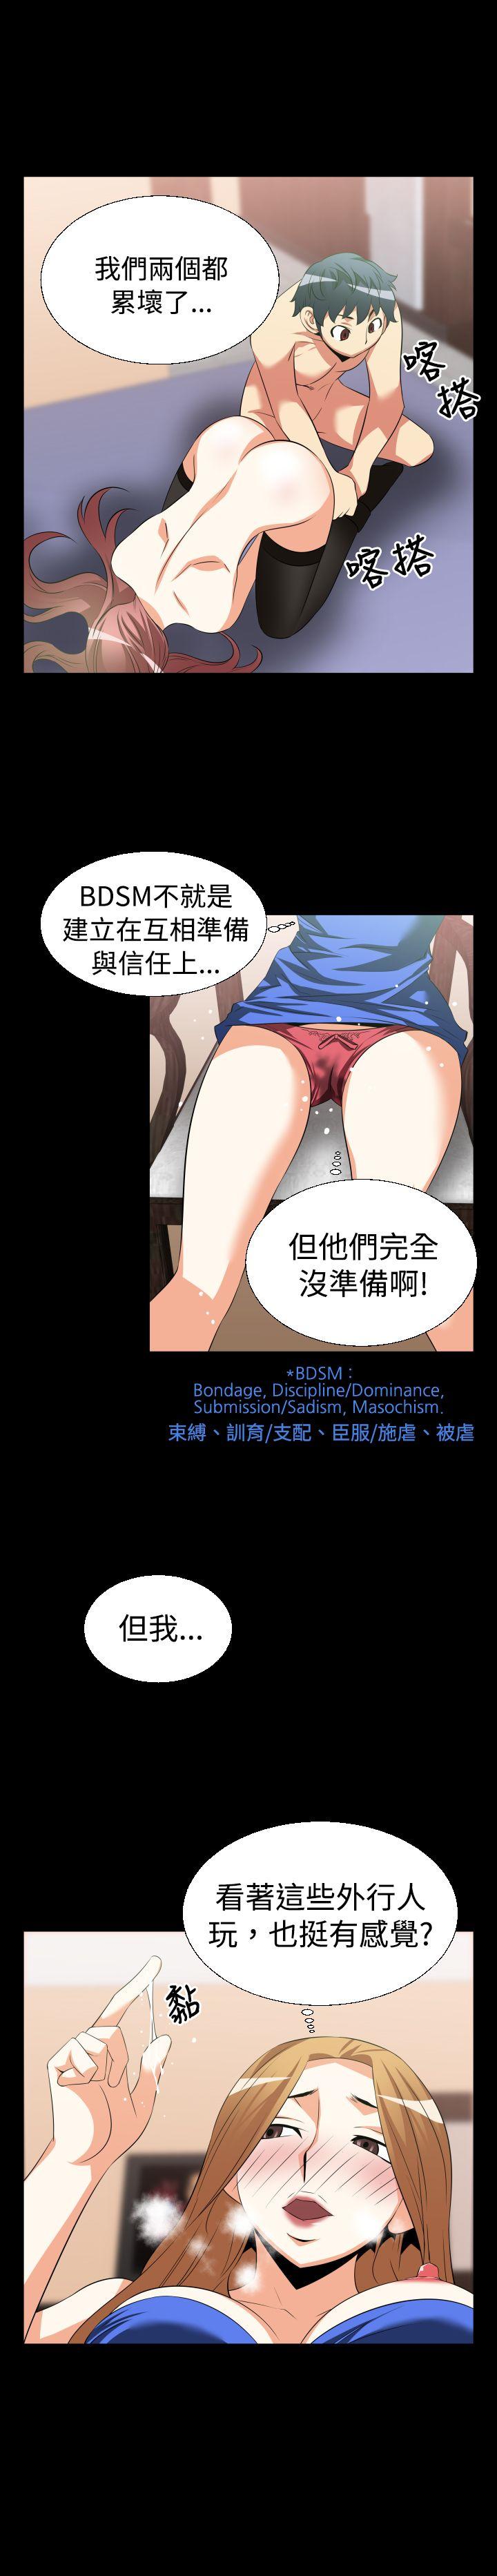 我們兩個都
累壞了...
喀搭
喀搭
BDSM不就是
建立在互相準備
與信任上...
但他們完全
沒準備啊!
*BDSM：
Bondage, Discipline/Dominance,
Submission/Sadism, Masochism.
束縛、訓育/支配、臣服/施虐、被虐
但我...
看著這些外行人
玩，也挺有感覺?
黏